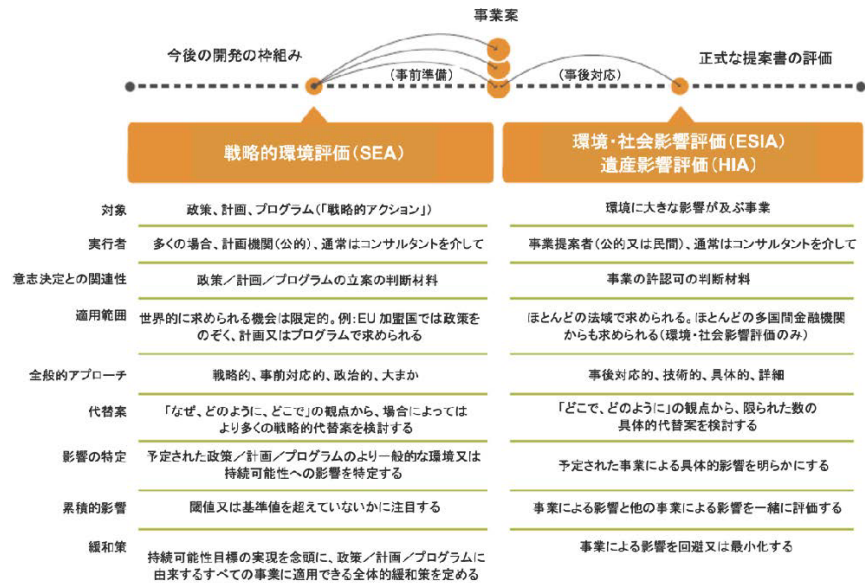 事業案
今後の開発の枠組み
正式な提案書の評価
(事前準備)
(事後対応)
戦略的環境評価(SEA)
環境・社会影響評価(ESIA)
遺産影響評価(HIA)
対象
政策、計画、プログラム(「戦略的アクション」)
環境に大きな影響が及ぶ事業
実行者
多くの場合、計画機関(公的)、通常はコンサルタントを介して
事業提案者(公的又は民間)、通常はコンサルタントを介して
意志決定との関連性
政策/計画/プログラムの立案の判断材料
事業の許認可の判断材料
適用範囲
世界的に求められる機会は限定的。例:EU 加盟国では政策を
のぞく、計画又はプログラムで求められる
ほとんどの法域で求められる。ほとんどの多国間金融機関
からも求められる(環境・社会影響評価のみ)
全般的アプローチ
戦略的、事前対応的、政治的、大まか
事後対応的、技術的、具体的、詳細
代替案
「なぜ、どのように、どこで」の観点から、場合によっては
より多くの戦略的代替案を検討する
「どこで、どのように」の観点から、限られた数の
具体的代替案を検討する
影響の特定
予定された政策/計画/プログラムのより一般的な環境又は
持続可能性への影響を特定する
予定された事業による具体的影響を明らかにする
累積的影響
閾値又は基準値を超えていないかに注目する
事業による影響と他の事業による影響を一緒に評価する
緩和策
持続可能性目標の実現を念頭に、政策/計画/プログラムに
由来するすべての事業に適用できる全体的緩和策を定める
事業による影響を回避又は最小化する